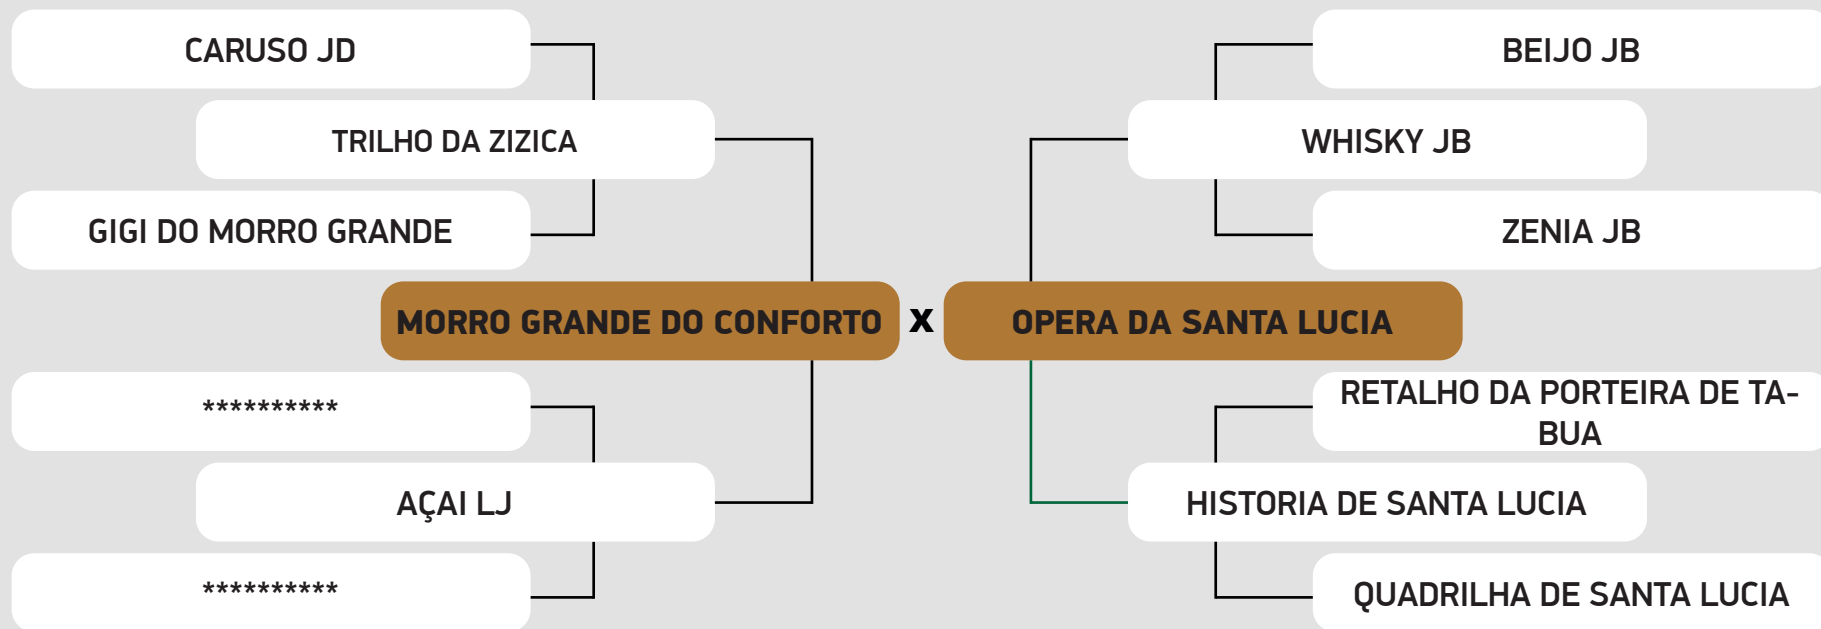 CARUSO JD
BEIJO JB
TRILHO DA ZIZICA
WHISKY JB
GIGI DO MORRO GRANDE
ZENIA JB
MORRO GRANDE DO CONFORTO x OPERA DA SANTA LUCIA
**********
RETALHO DA PORTEIRA DE TA-
BUA
AÇAI LJ
HISTORIA DE SANTA LUCIA
**********
QUADRILHA DE SANTA LUCIA